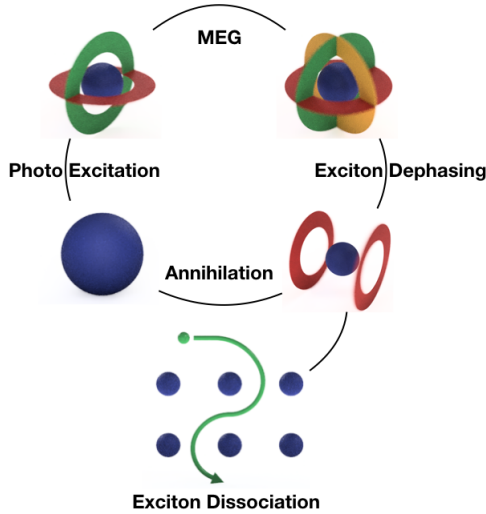 MEG
Photo Excitation
Exciton Dephasing
Annihilation
Exciton Dissociation